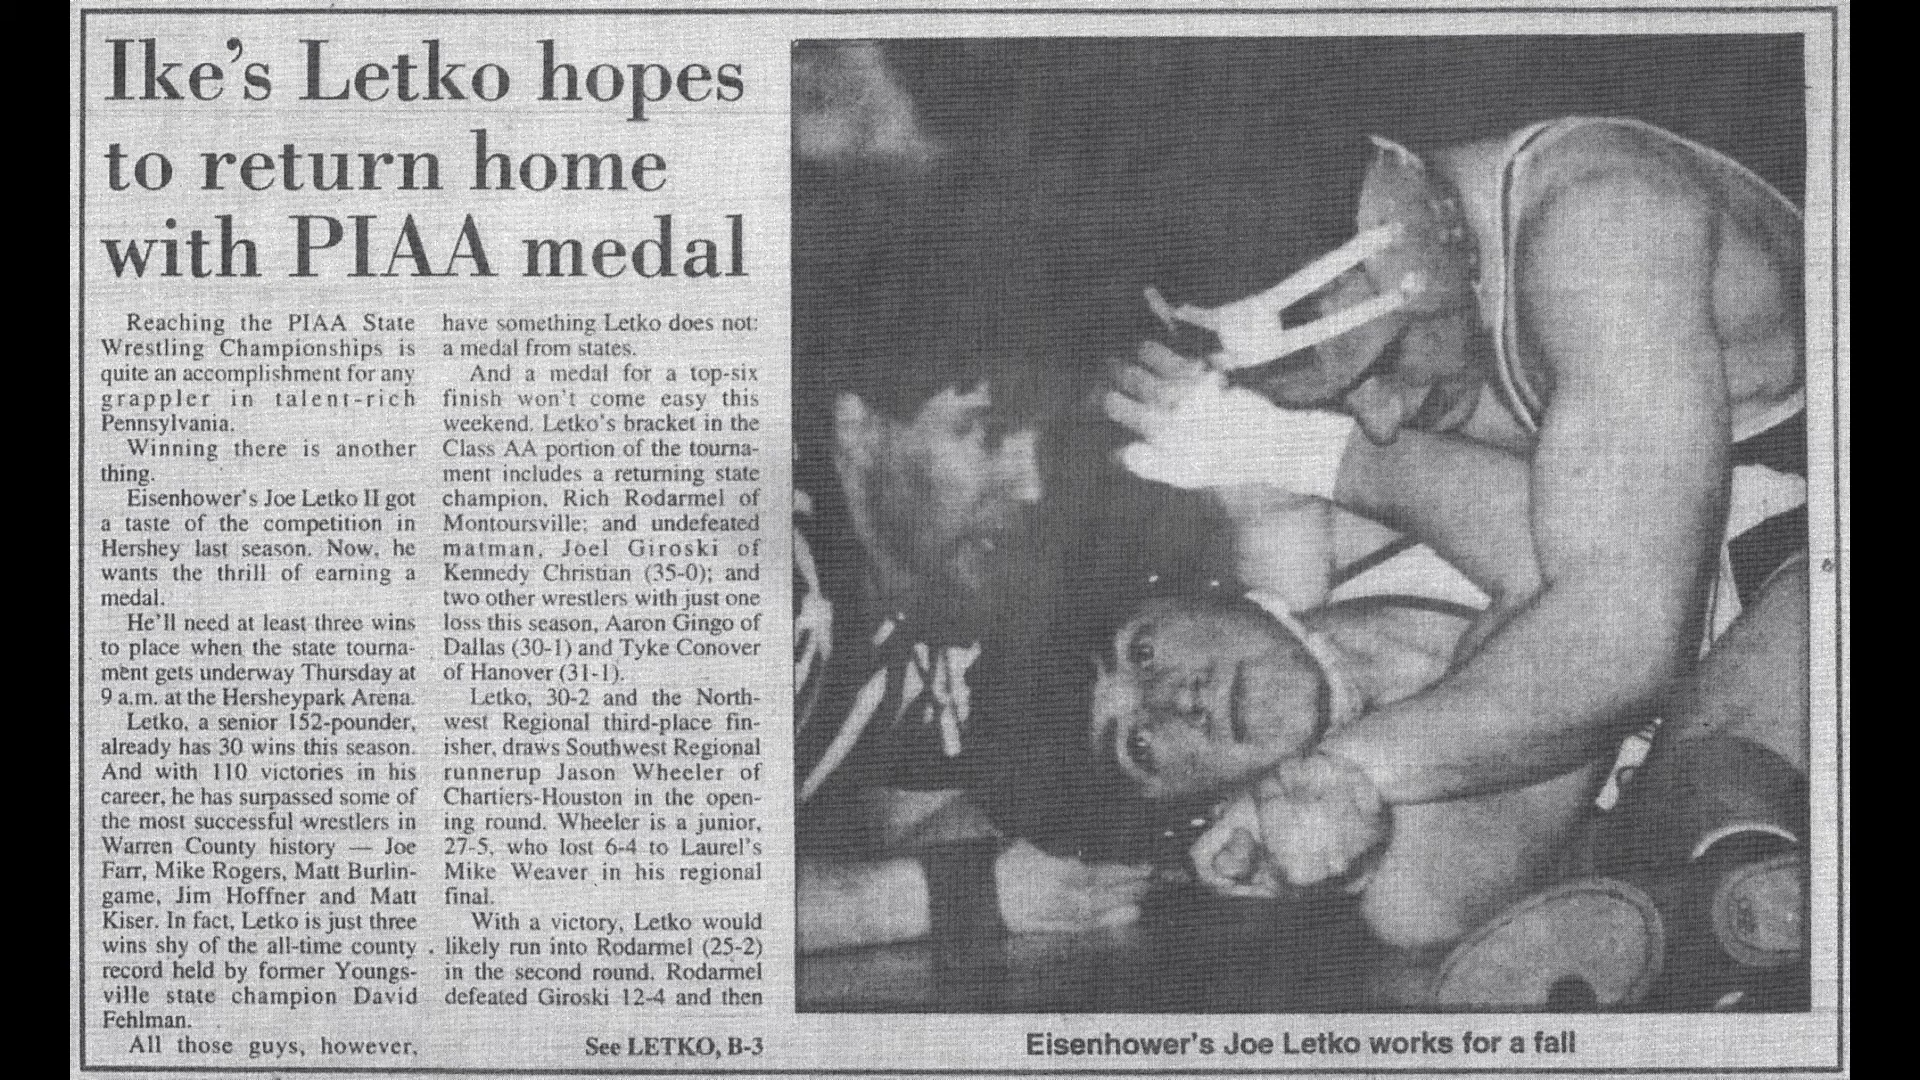 Ike's Letko hopes
to return home
with PIAA medal
Reaching the PIAA State
Wrestling Championships is
quite an accomplishment for any
grappler in talent-rich
Pennsylvania.
Winning there is another
thing.
Eisenhower's Joe Letko II got
a taste of the competition in
Hershey last season. Now, he
wants the thrill of earning a
medal.
He'll need at least three wins
to place when the state tourna-
ment gets underway Thursday at
9 a.m. at the Hersheypark Arena.
Letko, a senior 152-pounder,
already has 30 wins this season.
And with 110 victories in his
career, he has surpassed some of
the most successful wrestlers in
Warren County history — Joe
Farr, Mike Rogers, Matt Burlin-
game, Jim Hoffner and Matt
Kiser. In fact, Letko is just three
wins shy of the all-time county
record held by former Youngs-
ville state champion David
Fehlman.
All those guys, however,
have something Letko does not:
a medal from states.
And a medal for a top-six
finish won't come easy this
weekend. Letko's bracket in the
Class AA portion of the tourna-
ment includes a returning state
champion, Rich Rodarmel of
Montoursville; and undefeated
matman, Joel Giroski of
Kennedy Christian (35-0); and
two other wrestlers with just one
loss this season, Aaron Gingo of
Dallas (30-1) and Tyke Conover
of Hanover (31-1).
Letko, 30-2 and the North-
west Regional third-place fin-
isher, draws Southwest Regional
runnerup Jason Wheeler of
Chartiers-Houston in the open-
ing round. Wheeler is a junior,
27-5, who lost 6-4 to Laurel's
Mike Weaver in his regional
final.
With a victory, Letko would
likely run into Rodarmel (25-2)
in the second round. Rodarmel
defeated Giroski 12-4 and then
See LETKO, B-3
Eisenhower's Joe Letko works for a fall